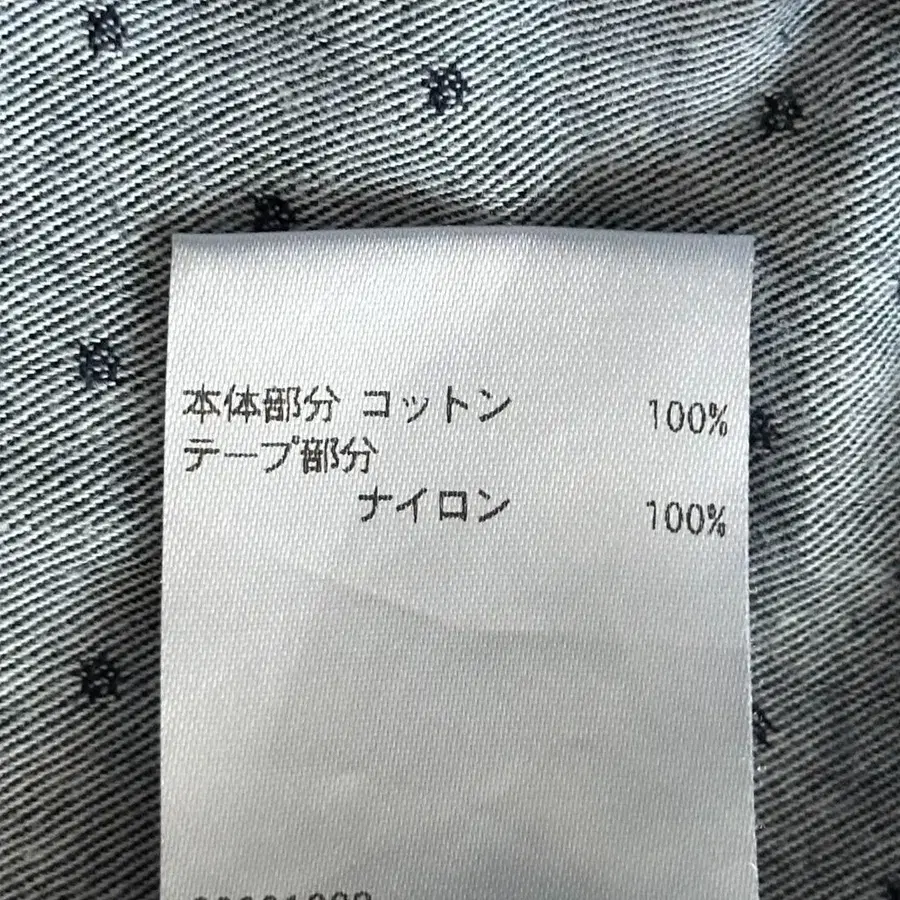 本体部分 コットン 100%
テープ部分
ナイロン 100%